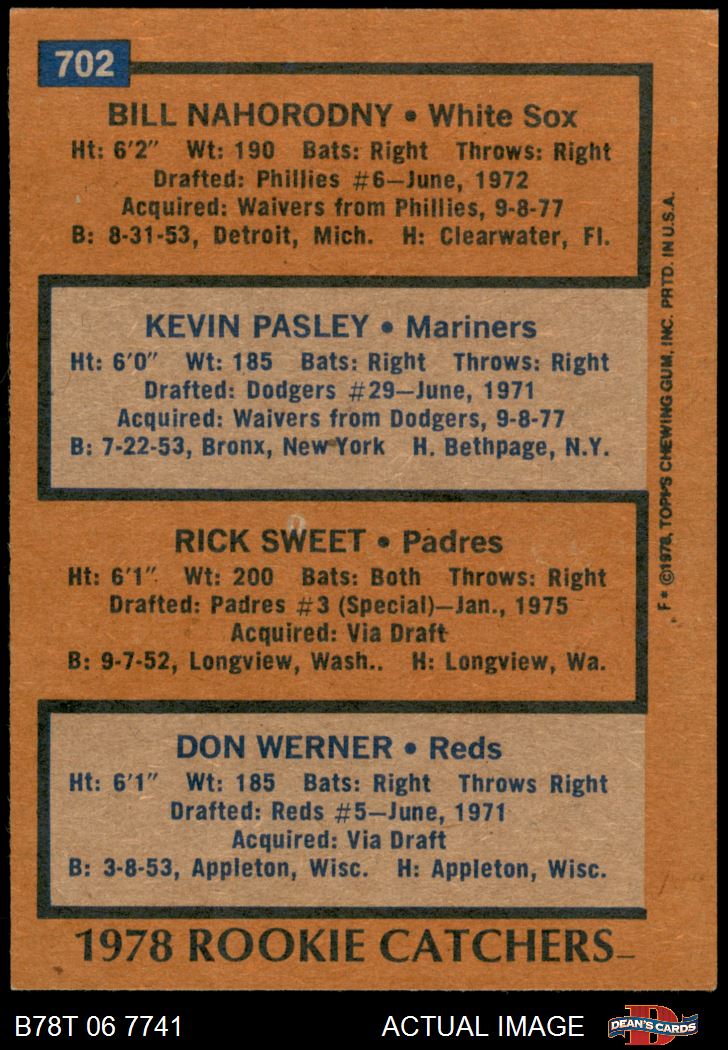 702
BILL NAHORODNY • White Sox
Ht: 6'2" Wt: 190 Bats: Right Throws: Right
Drafted: Phillies #6—June, 1972
Acquired: Waivers from Phillies, 9-8-77
B: 8-31-53, Detroit, Mich. H: Clearwater, Fl.
KEVIN PASLEY • Mariners
Ht: 6'0" Wt: 185 Bats: Right Throws: Right
Drafted: Dodgers #29—June, 1971
Acquired: Waivers from Dodgers, 9-8-77
B: 7-22-53, Bronx, New York H. Bethpage, N.Y.
RICK SWEET • Padres
Ht: 6'1" Wt: 200 Bats: Both Throws: Right
Drafted: Padres #3 (Special)—Jan., 1975
Acquired: Via Draft
B: 9-7-52, Longview, Wash.. H: Longview, Wa.
DON WERNER • Reds
Ht: 6'1" Wt: 185 Bats: Right Throws Right
Drafted: Reds #5—June, 1971
Acquired: Via Draft
B: 3-8-53, Appleton, Wisc. H: Appleton, Wisc.
1978 ROOKIE CATCHERS
F* ©1978, TOPPS CHEWING GUM, INC. PRTD. IN U.S.A.
B78T 06 7741 ACTUAL IMAGE
D
DEAN'S CARDS